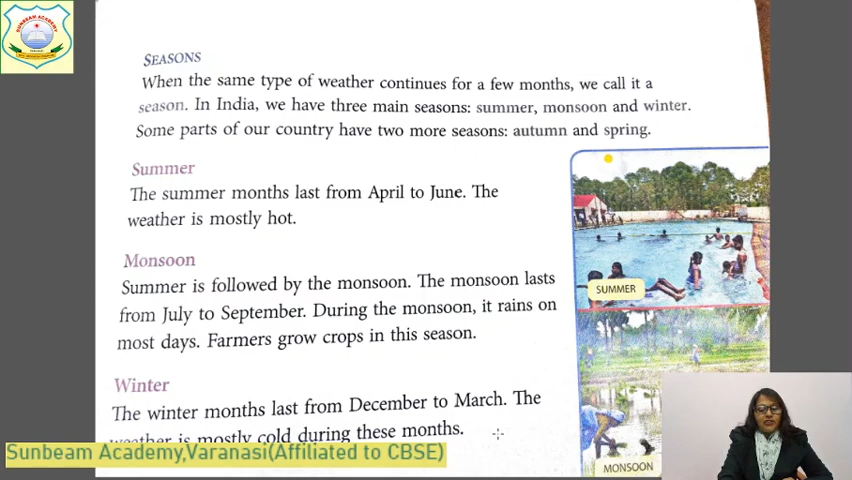 SUNBEAM ACADEMY
SEASONS
When the same type of weather continues for a few months, we call it a
season. In India, we have three main seasons: summer, monsoon and winter.
Some parts of our country have two more seasons: autumn and spring.
Summer
The summer months last from April to June. The
weather is mostly hot.
Monsoon
Summer is followed by the monsoon. The monsoon lasts
from July to September. During the monsoon, it rains on
most days. Farmers grow crops in this season.
Winter
The winter months last from December to March. The
weather is mostly cold during these months.
SUMMER
MONSOON
Sunbeam Academy,Varanasi(Affiliated to CBSE)